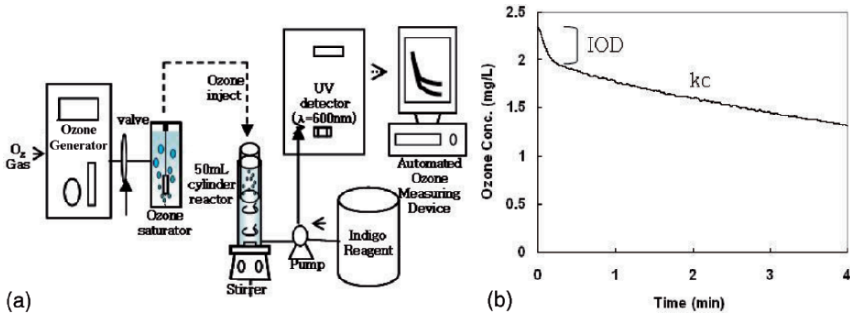 O2
Gas
Ozone
Generator
valve
Ozone
saturator
Ozone
inject
50mL
cylinder
reactor
Stirrer
Pump
UV
detector
(λ=600nm)
Indigo
Reagent
Automated
Ozone
Measuring
Device
(a)
Ozone Conc. (mg/L)
2.5
2
1.5
1
0.5
0
IOD
kc
0 1 2 3 4
Time (min)
(b)